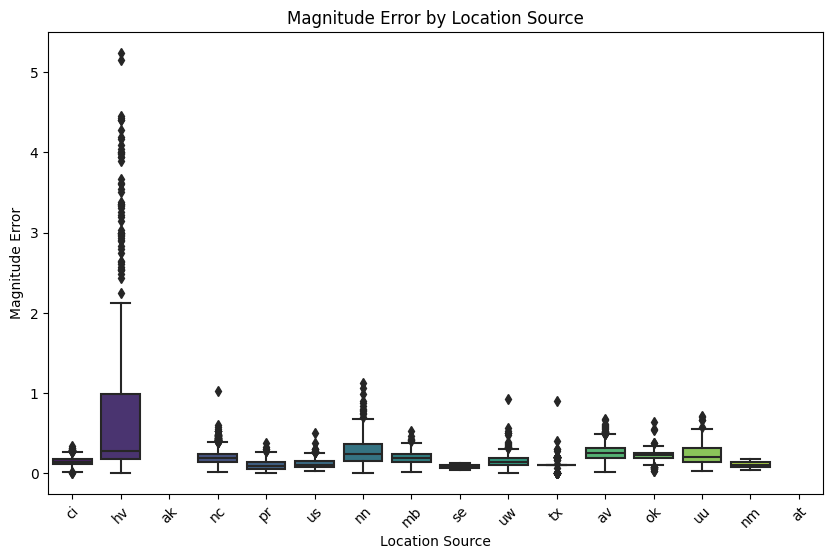 Magnitude Error by Location Source
Magnitude Error
5
4
3
2
1
0
ci
hv
ak
nc
pr
us
nn
mb
se
uw
tx
av
ok
uu
nm
at
Location Source